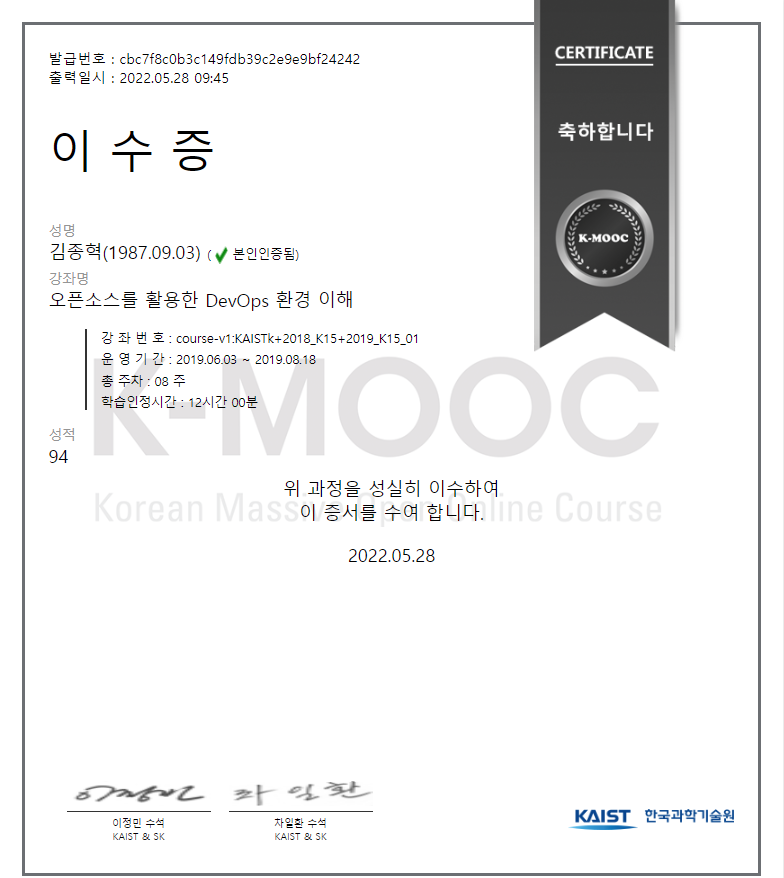 발급번호 : cbc7f8c0b3c149fdb39c2e9e9bf24242
출력일시 : 2022.05.28 09:45
CERTIFICATE
축하합니다
K-MOOC
이 수 증
성명
김종혁(1987.09.03) ( 본인인증됨)
강좌명
오픈소스를 활용한 DevOps 환경 이해
강 좌 번 호 : course-v1:KAISTk+2018_K15+2019_K15_01
운 영 기 간 : 2019.06.03 ~ 2019.08.18
총 주차 : 08 주
학습인정시간 : 12시간 00분
K-MOOC
성적
94
위 과정을 성실히 이수하여
Korean Massive Open Online Course
이 증서를 수여 합니다.
2022.05.28
이정민 차일환
이정민 수석 차일환 수석
KAIST & SK KAIST & SK
KAIST 한국과학기술원